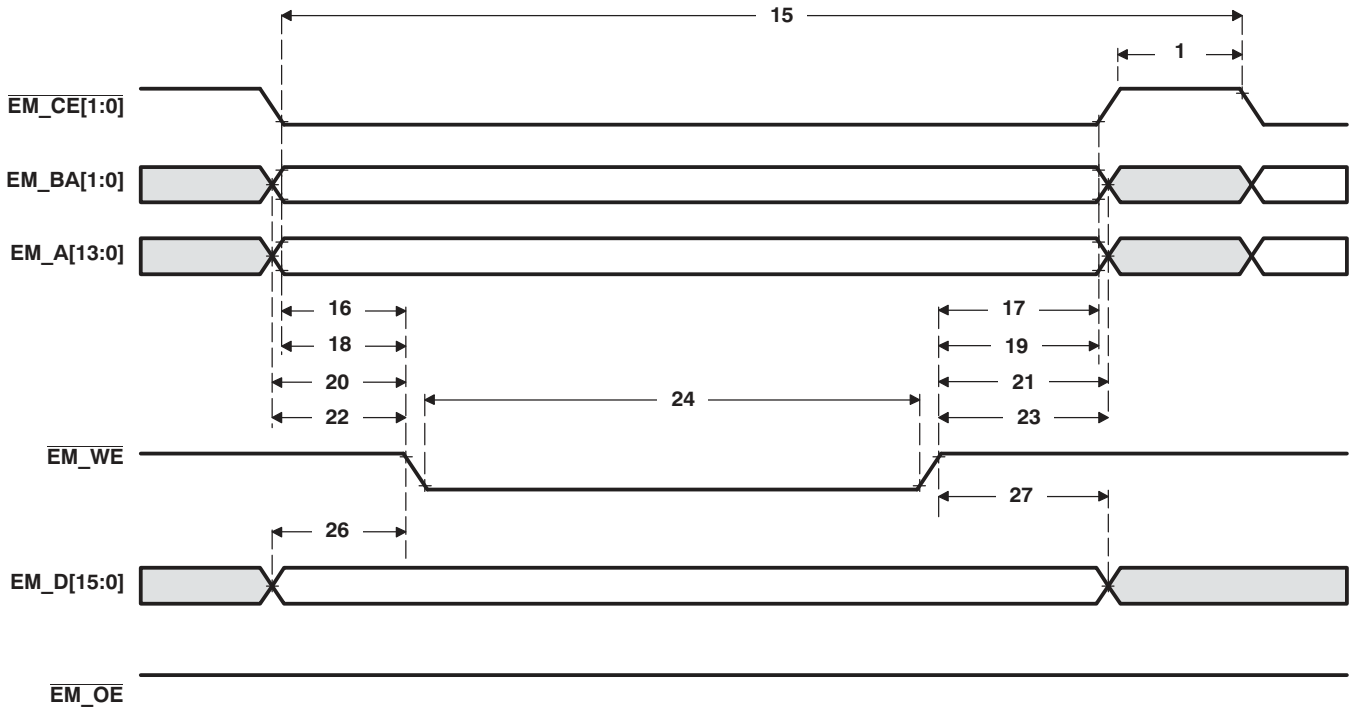 15
1
EM_CE[1:0]
EM_BA[1:0]
EM_A[13:0]
16
17
18
19
20
21
22
24
23
EM_WE
27
26
EM_D[15:0]
EM_OE